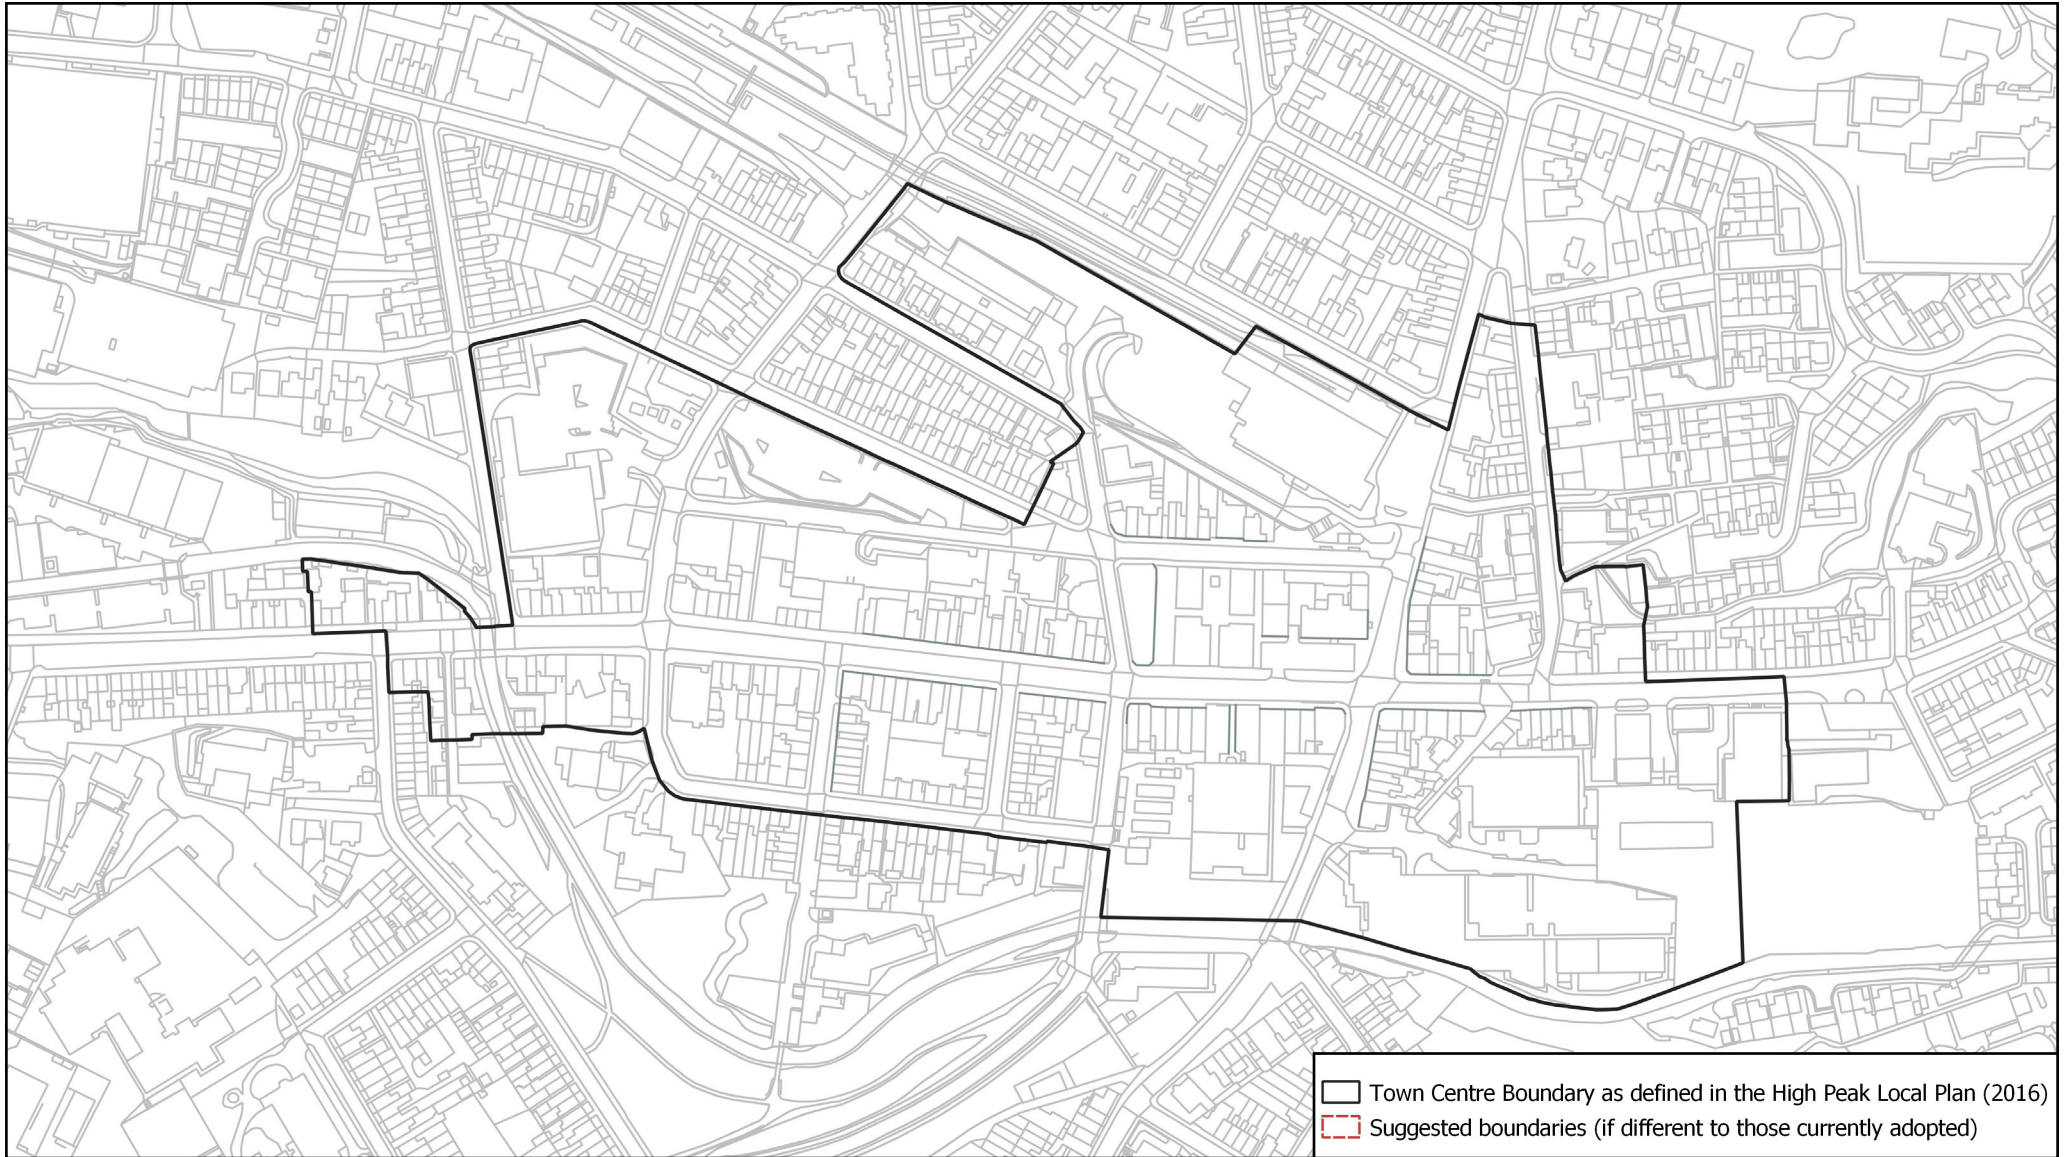 Town Centre Boundary as defined in the High Peak Local Plan (2016)
Suggested boundaries (if different to those currently adopted)